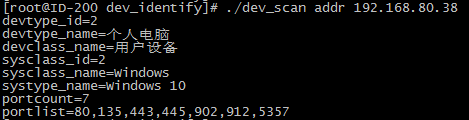 [root@ID-200 dev_identify]# ./dev_scan addr 192.168.80.38
devtype_id=2
devtype_name=个人电脑
devclass_name=用户设备
sysclass_id=2
sysclass_name=Windows
systype_name=Windows 10
portcount=7
portlist=80,135,443,445,902,912,5357